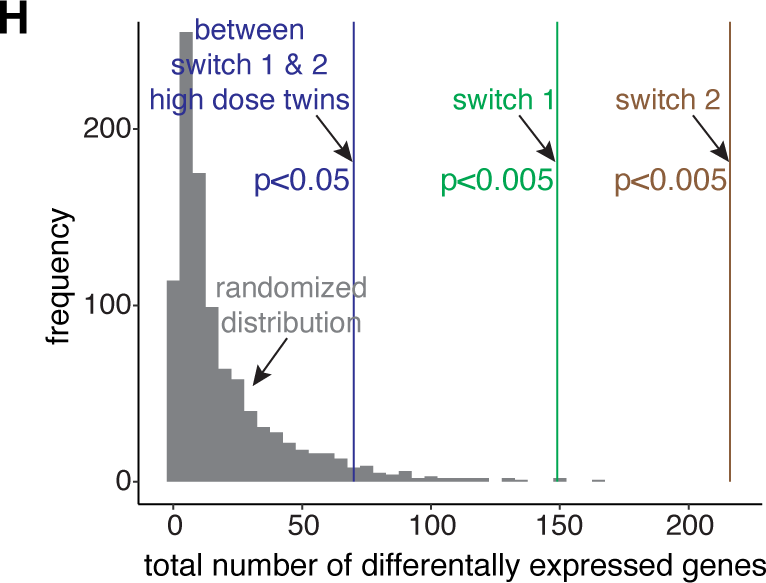 H
between
switch 1 & 2
high dose twins
switch 1
switch 2
p<0.05
p<0.005
p<0.005
randomized
distribution
frequency
200
100
0
0 50 100 150 200
total number of differentally expressed genes